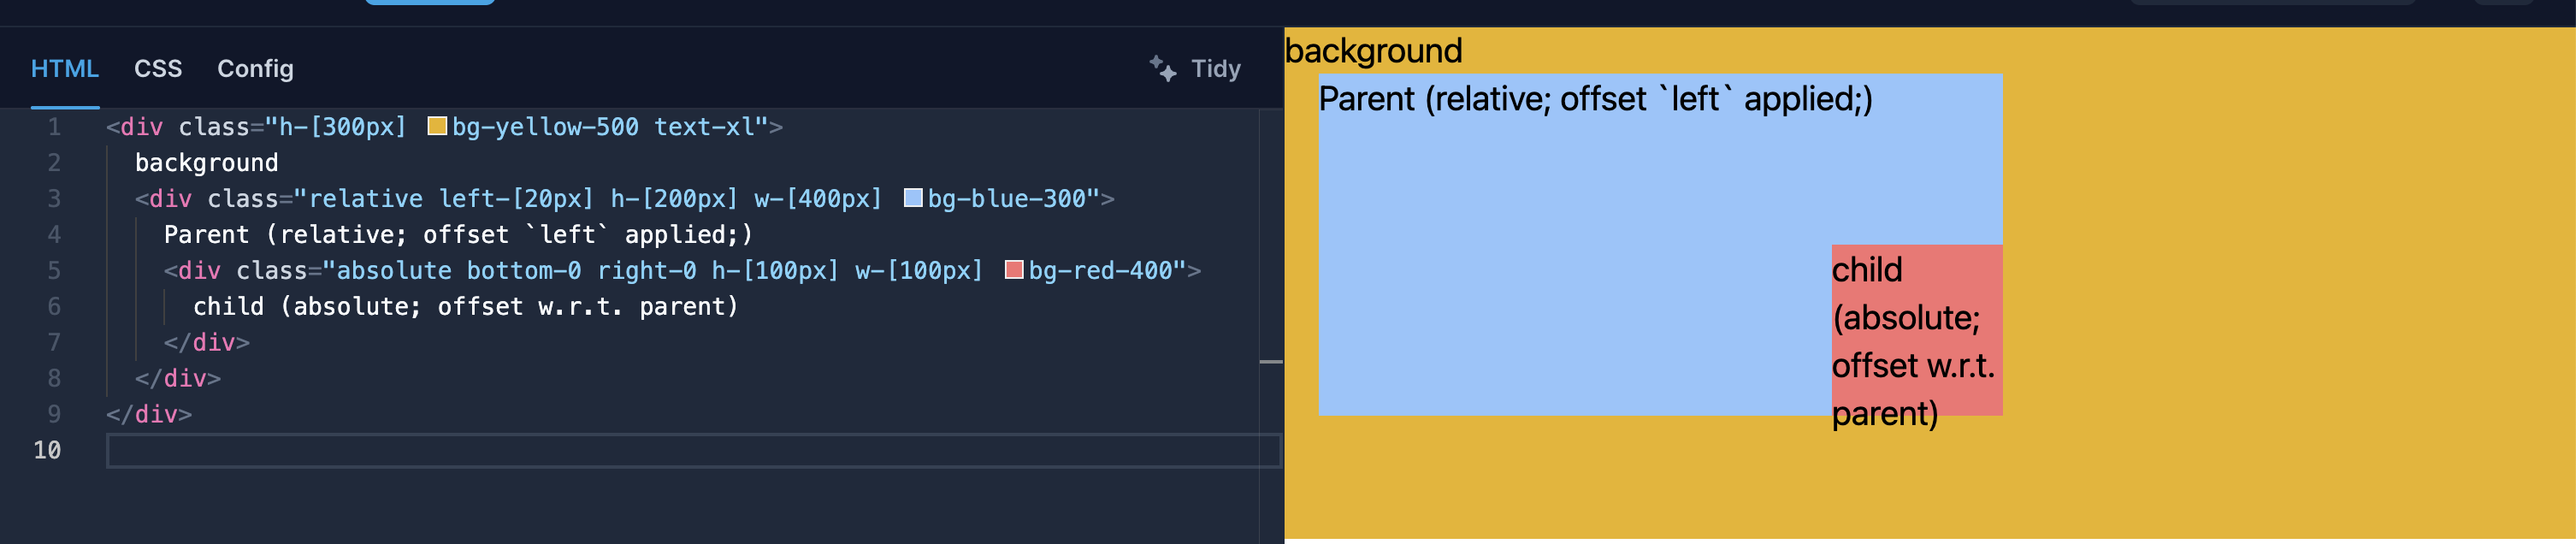 HTML CSS Config Tidy
1 <div class="h-[300px] bg-yellow-500 text-xl">
2 background
3 <div class="relative left-[20px] h-[200px] w-[400px] bg-blue-300">
4 Parent (relative; offset `left` applied;)
5 <div class="absolute bottom-0 right-0 h-[100px] w-[100px] bg-red-400">
6 child (absolute; offset w.r.t. parent)
7 </div>
8 </div>
9 </div>
10
background
Parent (relative; offset `left` applied;)
child
(absolute;
offset w.r.t.
parent)